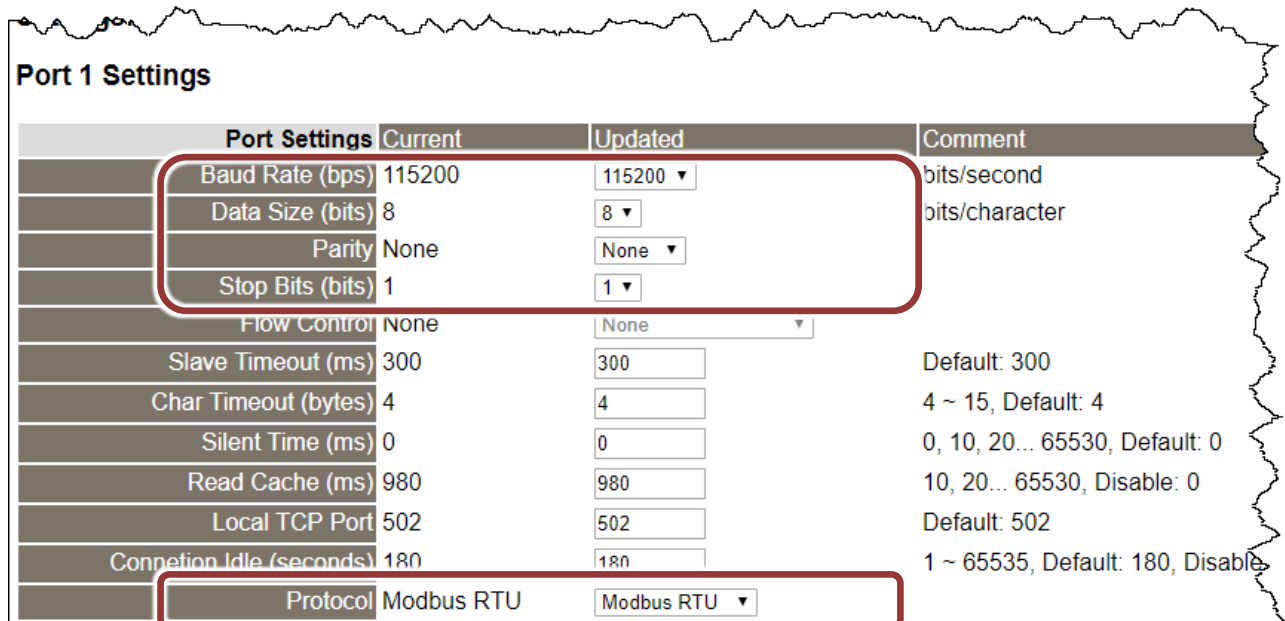 Port 1 Settings
Port Settings Current Updated Comment
Baud Rate (bps) 115200 115200 bits/second
Data Size (bits) 8 8 bits/character
Parity None None
Stop Bits (bits) 1 1
Flow Control None None
Slave Timeout (ms) 300 300 Default: 300
Char Timeout (bytes) 4 4 4 ~ 15, Default: 4
Silent Time (ms) 0 0 0, 10, 20... 65530, Default: 0
Read Cache (ms) 980 980 10, 20... 65530, Disable: 0
Local TCP Port 502 502 Default: 502
Connetion Idle (seconds) 180 180 1 ~ 65535, Default: 180, Disable
Protocol Modbus RTU Modbus RTU